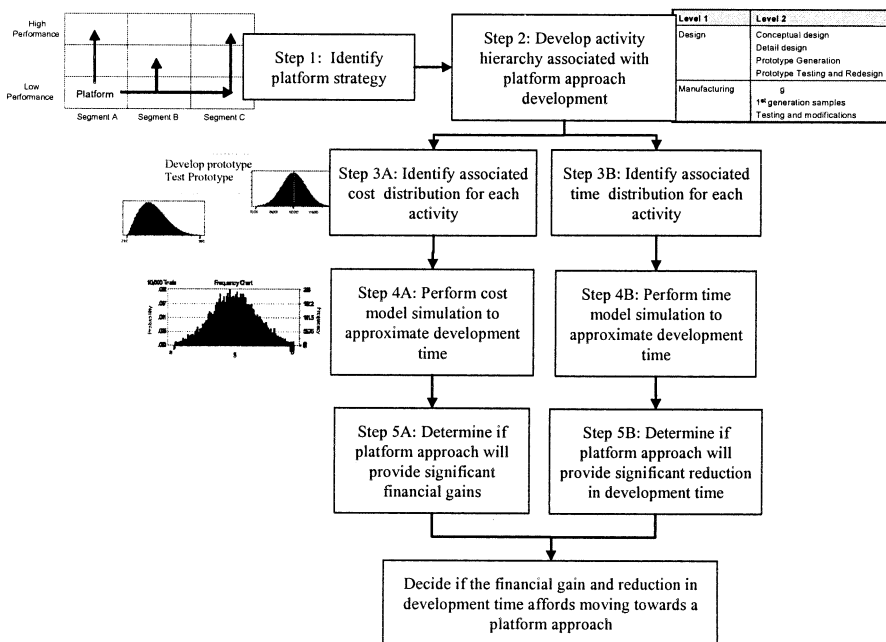 High
Performance
Low
Performance
Platform
Segment A
Segment B
Segment C
Step 1: Identify
platform strategy
Step 2: Develop activity
hierarchy associated with
platform approach
development
Level 1
Level 2
Design
Conceptual design
Detail design
Prototype Generation
Prototype Testing and Redesign
Manufacturing
g
1st generation samples
Testing and modifications
Develop prototype
Test Prototype
Step 3A: Identify associated
cost distribution for each
activity
Step 3B: Identify associated
time distribution for each
activity
10,000 Trials
Frequency Chart
Probability
Frequency
$
Step 4A: Perform cost
model simulation to
approximate development
time
Step 4B: Perform time
model simulation to
approximate development
time
Step 5A: Determine if
platform approach will
provide significant
financial gains
Step 5B: Determine if
platform approach will
provide significant reduction
in development time
Decide if the financial gain and reduction in
development time affords moving towards a
platform approach